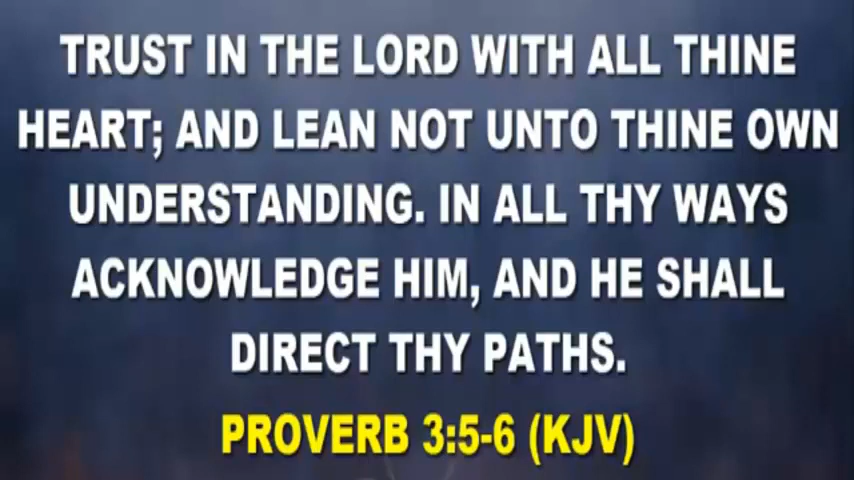 TRUST IN THE LORD WITH ALL THINE
HEART; AND LEAN NOT UNTO THINE OWN
UNDERSTANDING. IN ALL THY WAYS
ACKNOWLEDGE HIM, AND HE SHALL
DIRECT THY PATHS.
PROVERB 3:5-6 (KJV)